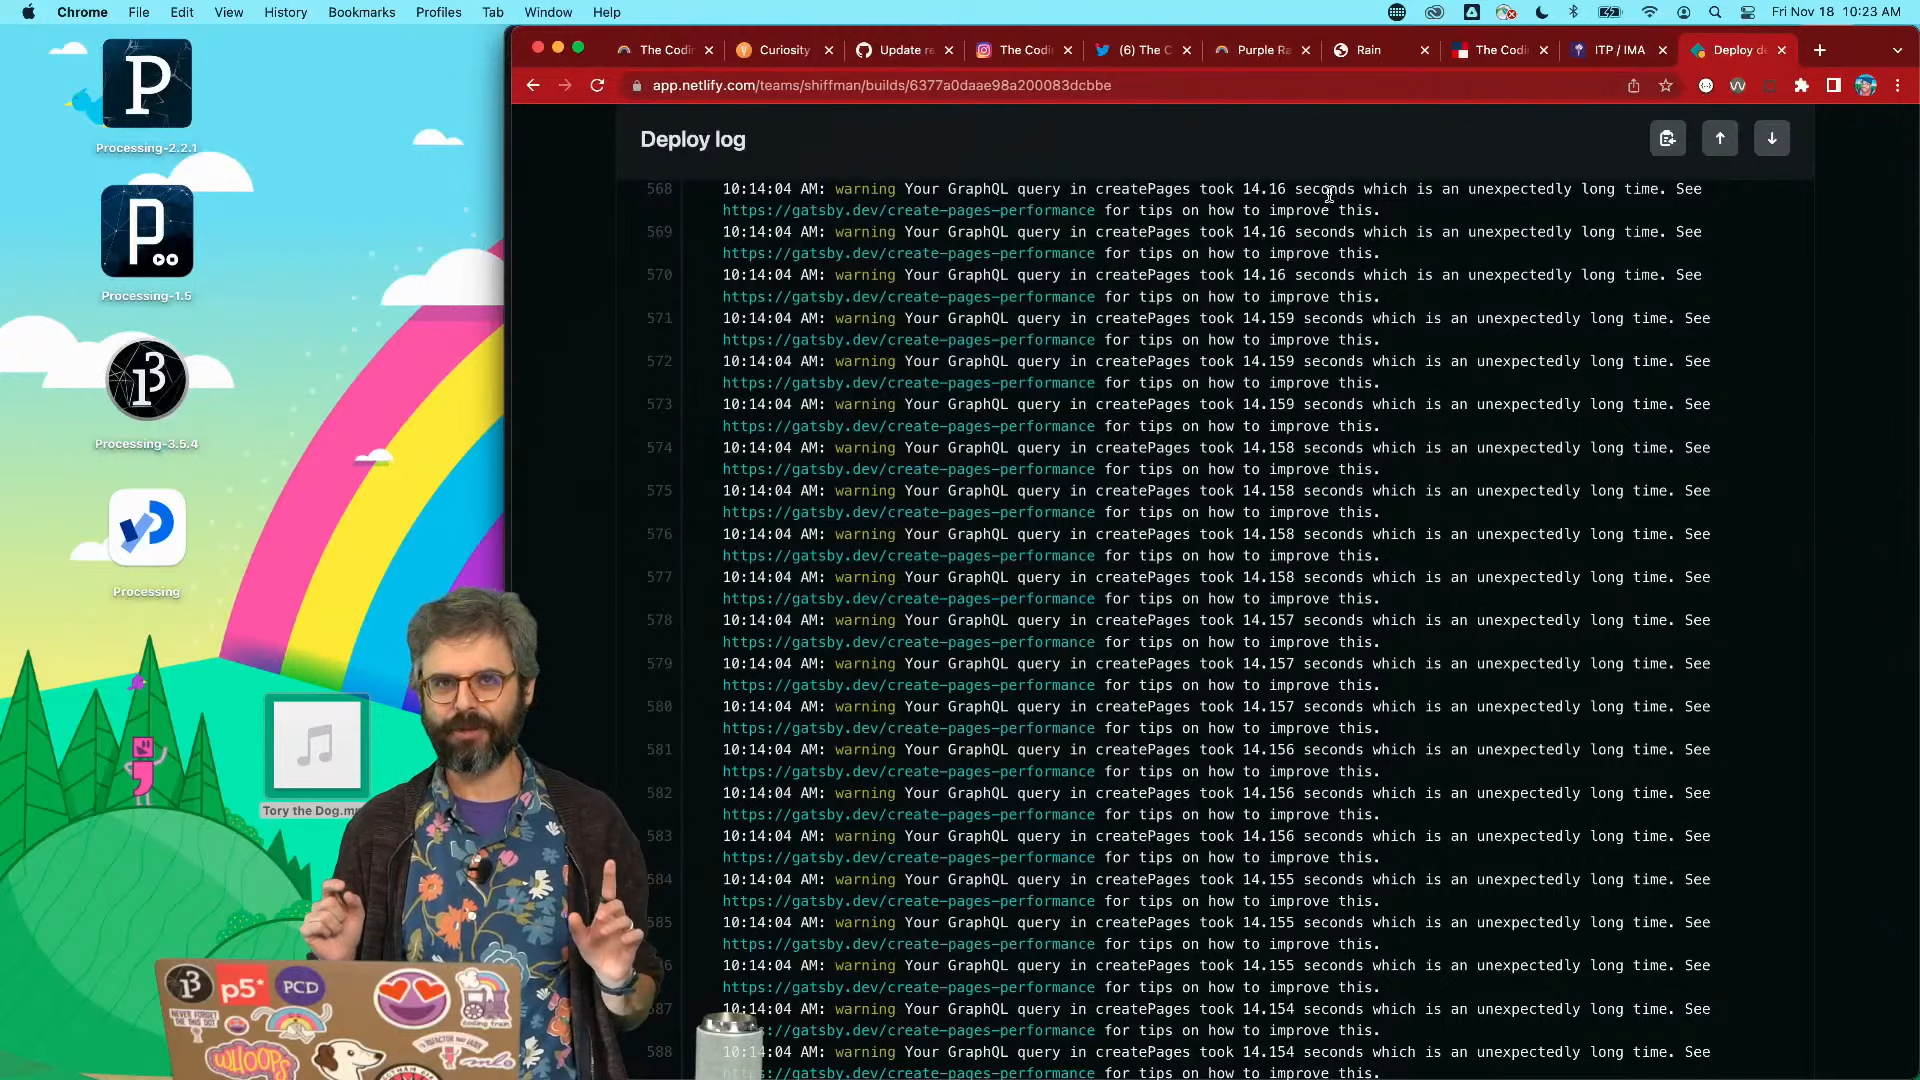 Chrome File Edit View History Bookmarks Profiles Tab Window Help Fri Nov 18 10:23 AM
The Codin Curiosity Update re The Codin (6) The C Purple Ra Rain The Codin ITP / IMA Deploy de
app.netlify.com/teams/shiffman/builds/6377a0daae98a200083dcbbe
Deploy log
568 10:14:04 AM: warning Your GraphQL query in createPages took 14.16 seconds which is an unexpectedly long time. See
https://gatsby.dev/create-pages-performance for tips on how to improve this.
569 10:14:04 AM: warning Your GraphQL query in createPages took 14.16 seconds which is an unexpectedly long time. See
https://gatsby.dev/create-pages-performance for tips on how to improve this.
570 10:14:04 AM: warning Your GraphQL query in createPages took 14.16 seconds which is an unexpectedly long time. See
https://gatsby.dev/create-pages-performance for tips on how to improve this.
571 10:14:04 AM: warning Your GraphQL query in createPages took 14.159 seconds which is an unexpectedly long time. See
https://gatsby.dev/create-pages-performance for tips on how to improve this.
572 10:14:04 AM: warning Your GraphQL query in createPages took 14.159 seconds which is an unexpectedly long time. See
https://gatsby.dev/create-pages-performance for tips on how to improve this.
573 10:14:04 AM: warning Your GraphQL query in createPages took 14.159 seconds which is an unexpectedly long time. See
https://gatsby.dev/create-pages-performance for tips on how to improve this.
574 10:14:04 AM: warning Your GraphQL query in createPages took 14.158 seconds which is an unexpectedly long time. See
https://gatsby.dev/create-pages-performance for tips on how to improve this.
575 10:14:04 AM: warning Your GraphQL query in createPages took 14.158 seconds which is an unexpectedly long time. See
https://gatsby.dev/create-pages-performance for tips on how to improve this.
576 10:14:04 AM: warning Your GraphQL query in createPages took 14.158 seconds which is an unexpectedly long time. See
https://gatsby.dev/create-pages-performance for tips on how to improve this.
577 10:14:04 AM: warning Your GraphQL query in createPages took 14.158 seconds which is an unexpectedly long time. See
https://gatsby.dev/create-pages-performance for tips on how to improve this.
578 10:14:04 AM: warning Your GraphQL query in createPages took 14.157 seconds which is an unexpectedly long time. See
https://gatsby.dev/create-pages-performance for tips on how to improve this.
579 10:14:04 AM: warning Your GraphQL query in createPages took 14.157 seconds which is an unexpectedly long time. See
https://gatsby.dev/create-pages-performance for tips on how to improve this.
580 10:14:04 AM: warning Your GraphQL query in createPages took 14.157 seconds which is an unexpectedly long time. See
https://gatsby.dev/create-pages-performance for tips on how to improve this.
581 10:14:04 AM: warning Your GraphQL query in createPages took 14.156 seconds which is an unexpectedly long time. See
https://gatsby.dev/create-pages-performance for tips on how to improve this.
582 10:14:04 AM: warning Your GraphQL query in createPages took 14.156 seconds which is an unexpectedly long time. See
https://gatsby.dev/create-pages-performance for tips on how to improve this.
583 10:14:04 AM: warning Your GraphQL query in createPages took 14.156 seconds which is an unexpectedly long time. See
https://gatsby.dev/create-pages-performance for tips on how to improve this.
584 10:14:04 AM: warning Your GraphQL query in createPages took 14.155 seconds which is an unexpectedly long time. See
https://gatsby.dev/create-pages-performance for tips on how to improve this.
585 10:14:04 AM: warning Your GraphQL query in createPages took 14.155 seconds which is an unexpectedly long time. See
https://gatsby.dev/create-pages-performance for tips on how to improve this.
6 10:14:04 AM: warning Your GraphQL query in createPages took 14.155 seconds which is an unexpectedly long time. See
https://gatsby.dev/create-pages-performance for tips on how to improve this.
587 10:14:04 AM: warning Your GraphQL query in createPages took 14.154 seconds which is an unexpectedly long time. See
://gatsby.dev/create-pages-performance for tips on how to improve this.
588 10:14:04 AM: warning Your GraphQL query in createPages took 14.154 seconds which is an unexpectedly long time. See
https://gatsby.dev/create-pages-performance for tips on how to improve this.
Processing-2.2.1
Processing-1.5
Processing-3.5.4
Processing
Tory the Dog.m
p5*
PCD
NEVER FORGET
THE THIS DOT
coding train
WHOOPS